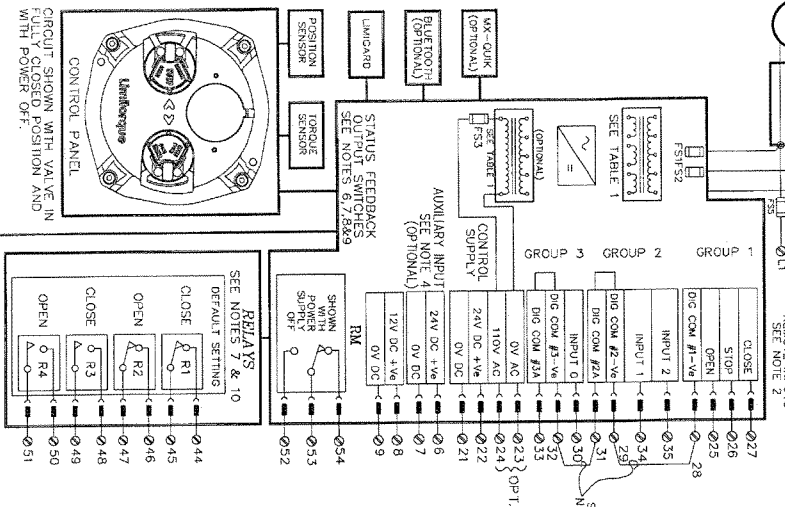 POSITION
SENSOR
TORQUE
SENSOR
LIMIGARD
BLUETOOTH
(OPTIONAL)
MX-QUIK
(OPTIONAL)
Limitorque
CONTROL PANEL
CIRCUIT SHOWN WITH VALVE IN
FULLY CLOSED POSITION AND
WITH POWER OFF.
STATUS FEEDBACK
OUTPUT SWITCHES
SEE NOTES 6,7,8&9
FS1
FS2
FS5
L1
SEE TABLE 1
(OPTIONAL)
SEE TABLE 1
FS3
SEE NOTE 2
GROUP 1
CLOSE
STOP
OPEN
DIG COM #1-Ve
27
26
25
28
GROUP 2
INPUT 2
INPUT 1
DIG COM #2-Ve
DIG COM #2A
35
34
29
31
GROUP 3
INPUT 0
DIG COM #3-Ve
DIG COM #3A
30
32
33
CONTROL
SUPPLY
0V AC
110V AC
24V DC +Ve
0V DC
23
24
22
21
OPT.
AUXILIARY INPUT
SEE NOTE 4
(OPTIONAL)
24V DC +Ve
0V DC
12V DC +Ve
0V DC
6
7
8
9
RM
SHOWN
WITH
POWER
SUPPLY
OFF
54
53
52
RELAYS
SEE NOTES 7 & 10
DEFAULT SETTING
CLOSE
R1
OPEN
R2
CLOSE
R3
OPEN
R4
44
45
46
47
48
49
50
51